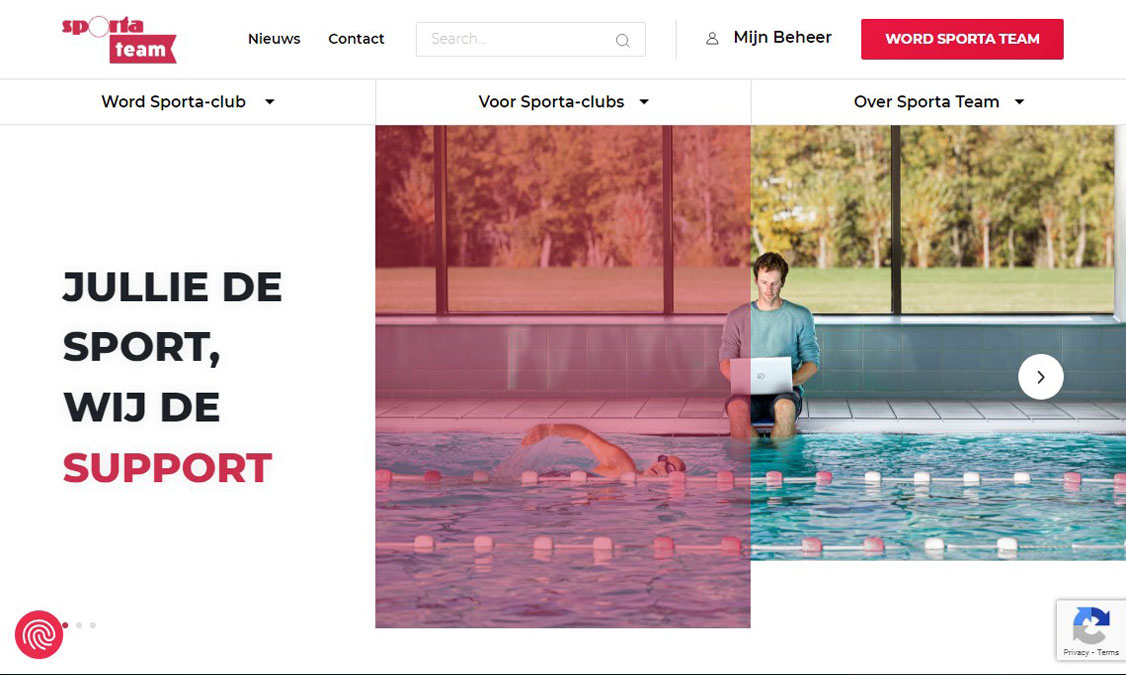 sporta
team
Nieuws
Contact
Search...
Mijn Beheer
WORD SPORTA TEAM
Word Sporta-club
Voor Sporta-clubs
Over Sporta Team
JULLIE DE
SPORT,
WIJ DE
SUPPORT
Privacy - Terms